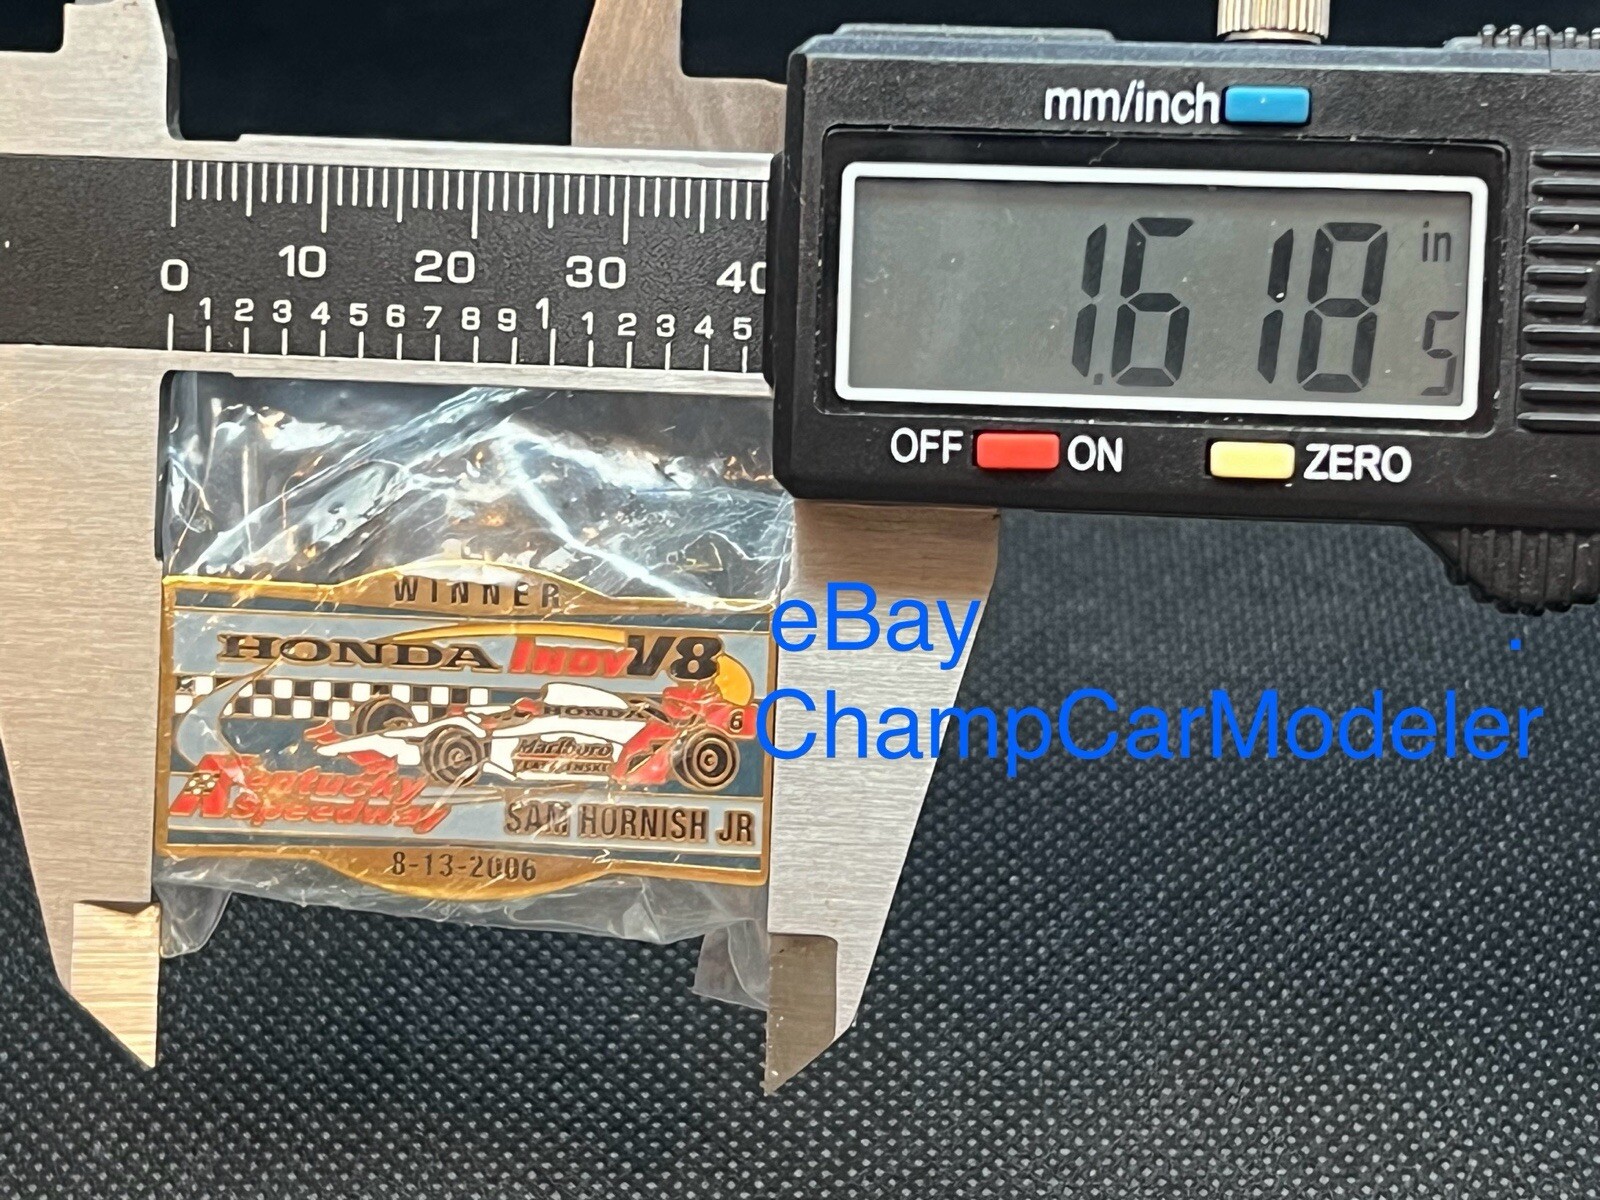 mm/inch
1.6185 in
OFF ON ZERO
0 10 20 30 40
1 2 3 4 5 6 7 8 9 1 1 2 3 4 5
WINNER
HONDA INDY V8
HONDA 6
Marlboro
Kentucky
Speedway
SAM HORNISH JR
8-13-2006
eBay .
ChampCarModeler